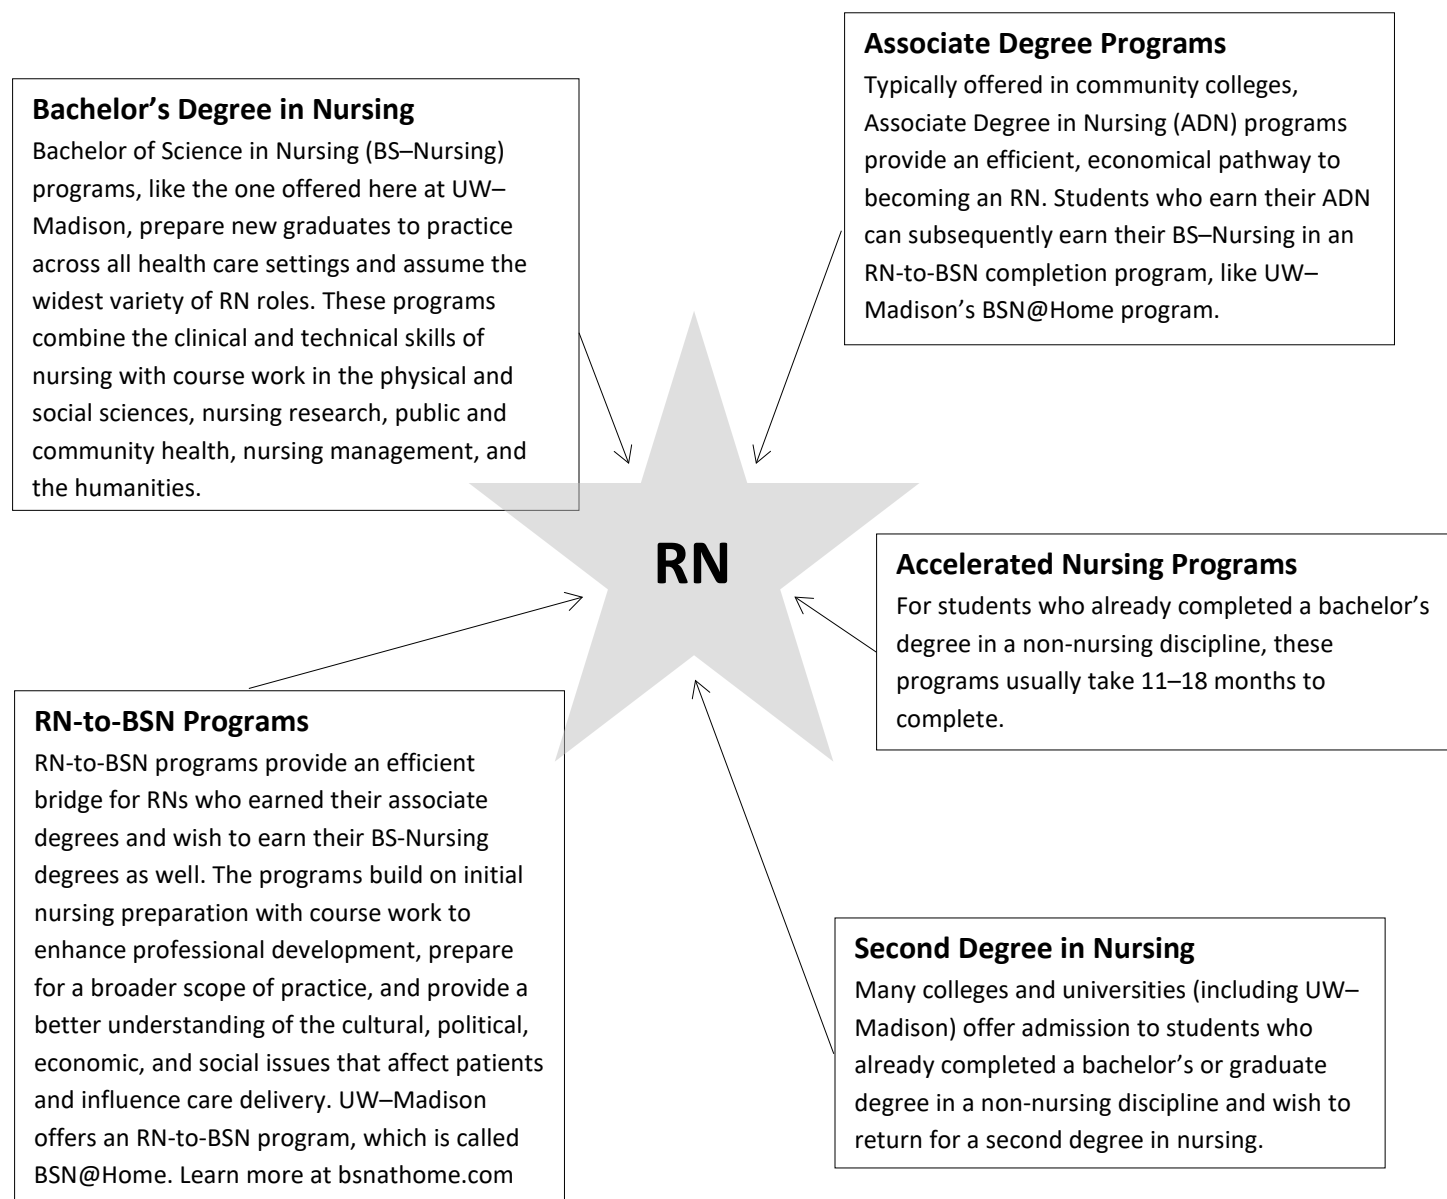 Bachelor’s Degree in Nursing
Bachelor of Science in Nursing (BS–Nursing)
programs, like the one offered here at UW–
Madison, prepare new graduates to practice
across all health care settings and assume the
widest variety of RN roles. These programs
combine the clinical and technical skills of
nursing with course work in the physical and
social sciences, nursing research, public and
community health, nursing management, and
the humanities.
Associate Degree Programs
Typically offered in community colleges,
Associate Degree in Nursing (ADN) programs
provide an efficient, economical pathway to
becoming an RN. Students who earn their ADN
can subsequently earn their BS–Nursing in an
RN-to-BSN completion program, like UW–
Madison’s BSN@Home program.
RN
Accelerated Nursing Programs
For students who already completed a bachelor’s
degree in a non-nursing discipline, these
programs usually take 11–18 months to
complete.
RN-to-BSN Programs
RN-to-BSN programs provide an efficient
bridge for RNs who earned their associate
degrees and wish to earn their BS-Nursing
degrees as well. The programs build on initial
nursing preparation with course work to
enhance professional development, prepare
for a broader scope of practice, and provide a
better understanding of the cultural, political,
economic, and social issues that affect patients
and influence care delivery. UW–Madison
offers an RN-to-BSN program, which is called
BSN@Home. Learn more at bsnathome.com
Second Degree in Nursing
Many colleges and universities (including UW–
Madison) offer admission to students who
already completed a bachelor’s or graduate
degree in a non-nursing discipline and wish to
return for a second degree in nursing.